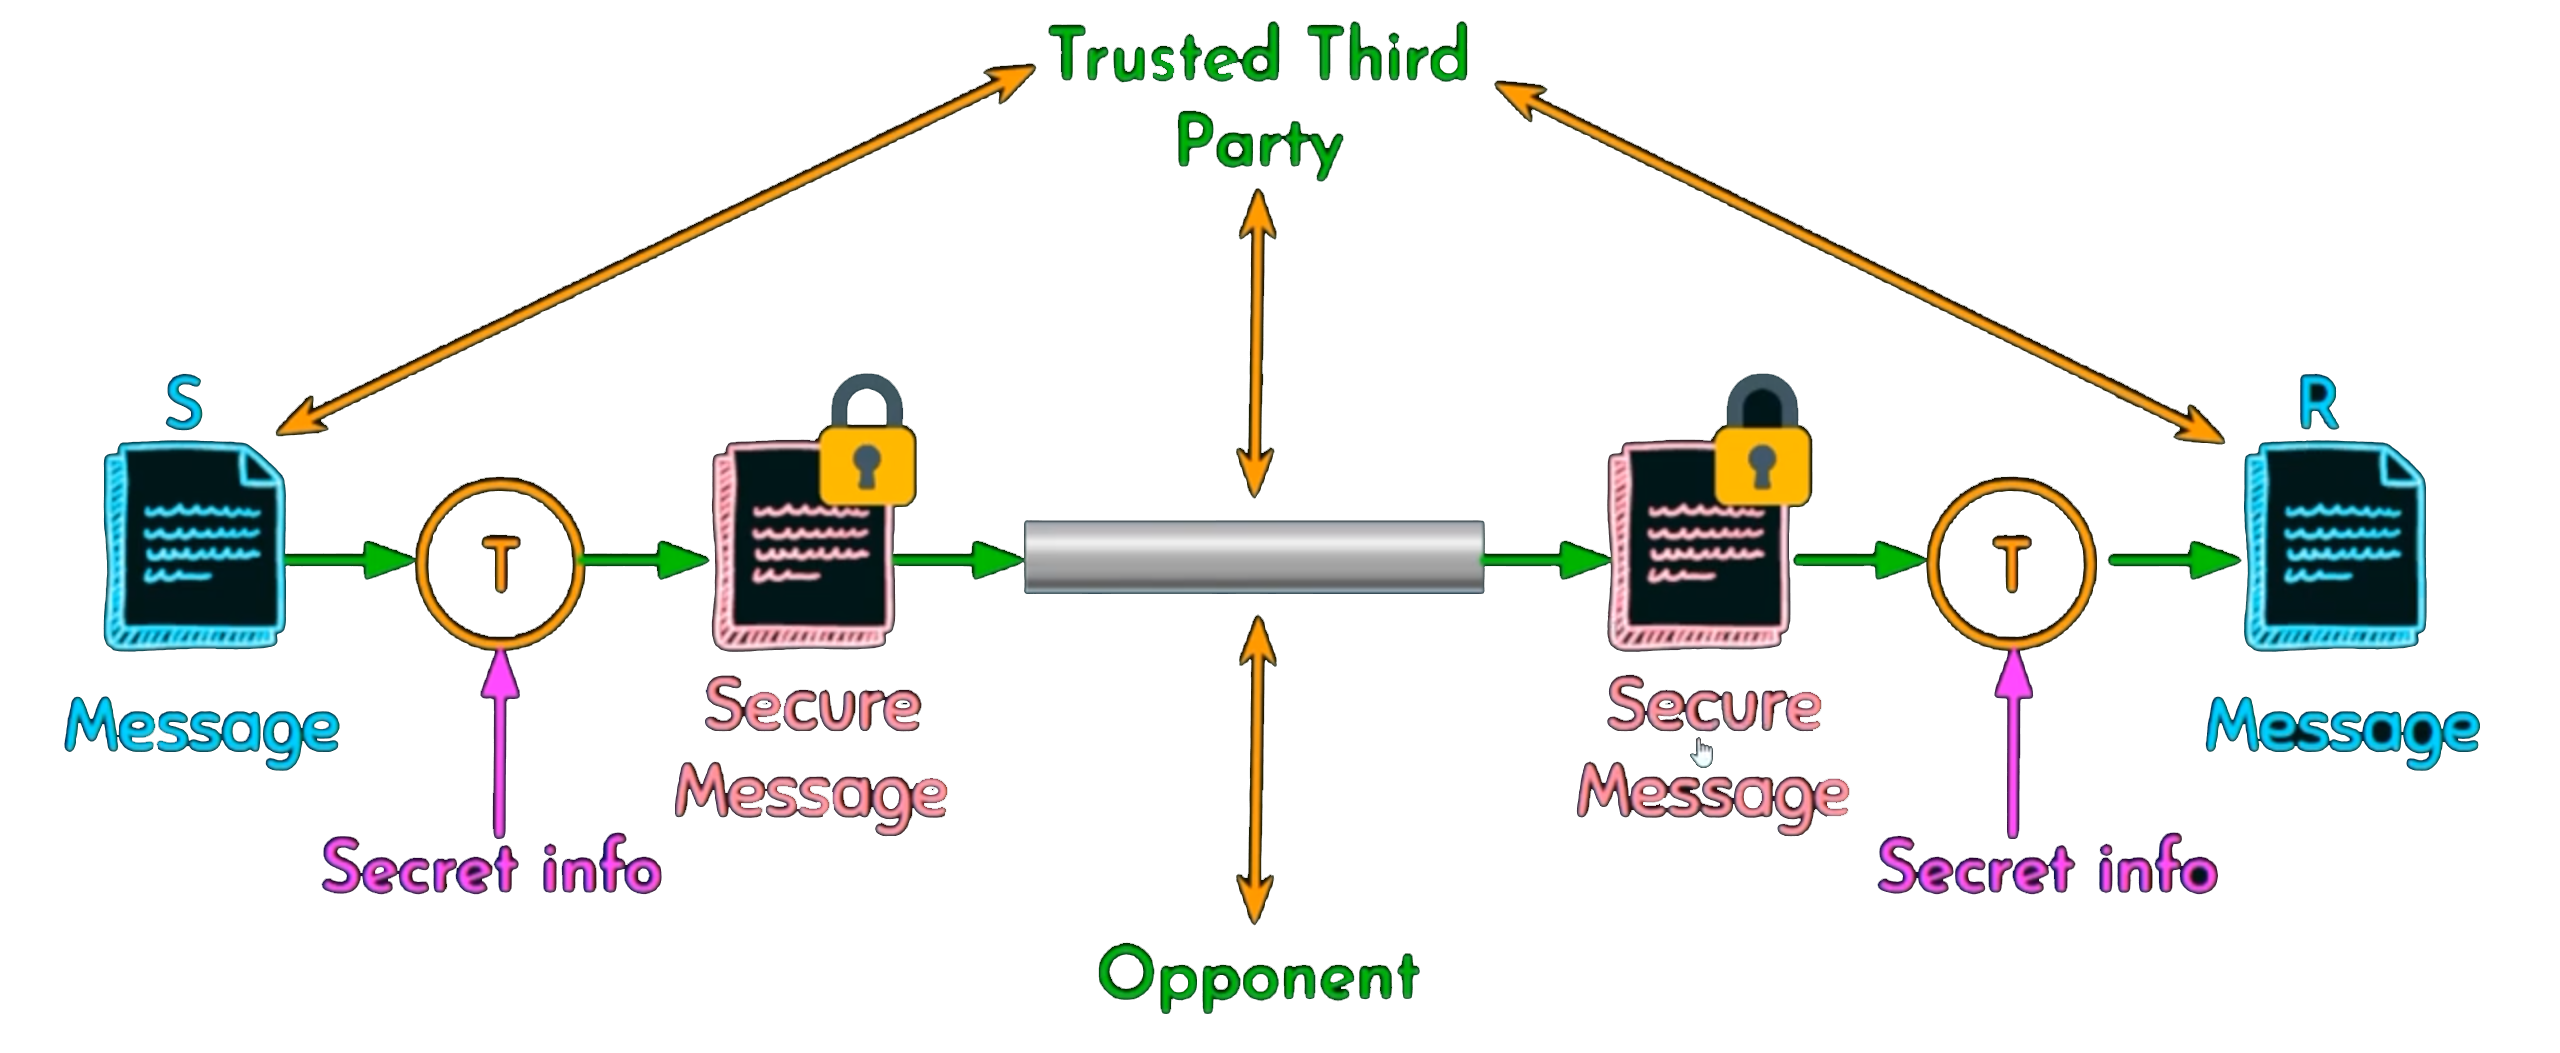 Trusted Third
Party
S
R
T
T
Message
Secure
Message
Secure
Message
Message
Secret info
Secret info
Opponent